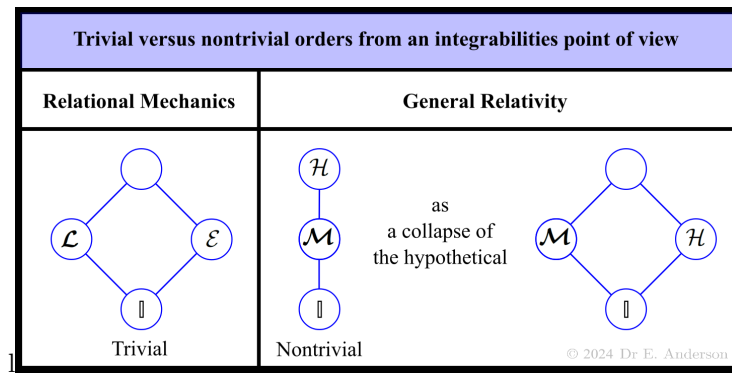 Trivial versus nontrivial orders from an integrabilities point of view
Relational Mechanics
General Relativity
𝓛
ℰ
𝕀
Trivial
ℋ
𝓜
𝕀
Nontrivial
as
a collapse of
the hypothetical
𝓜
ℋ
𝕀
© 2024 Dr E. Anderson